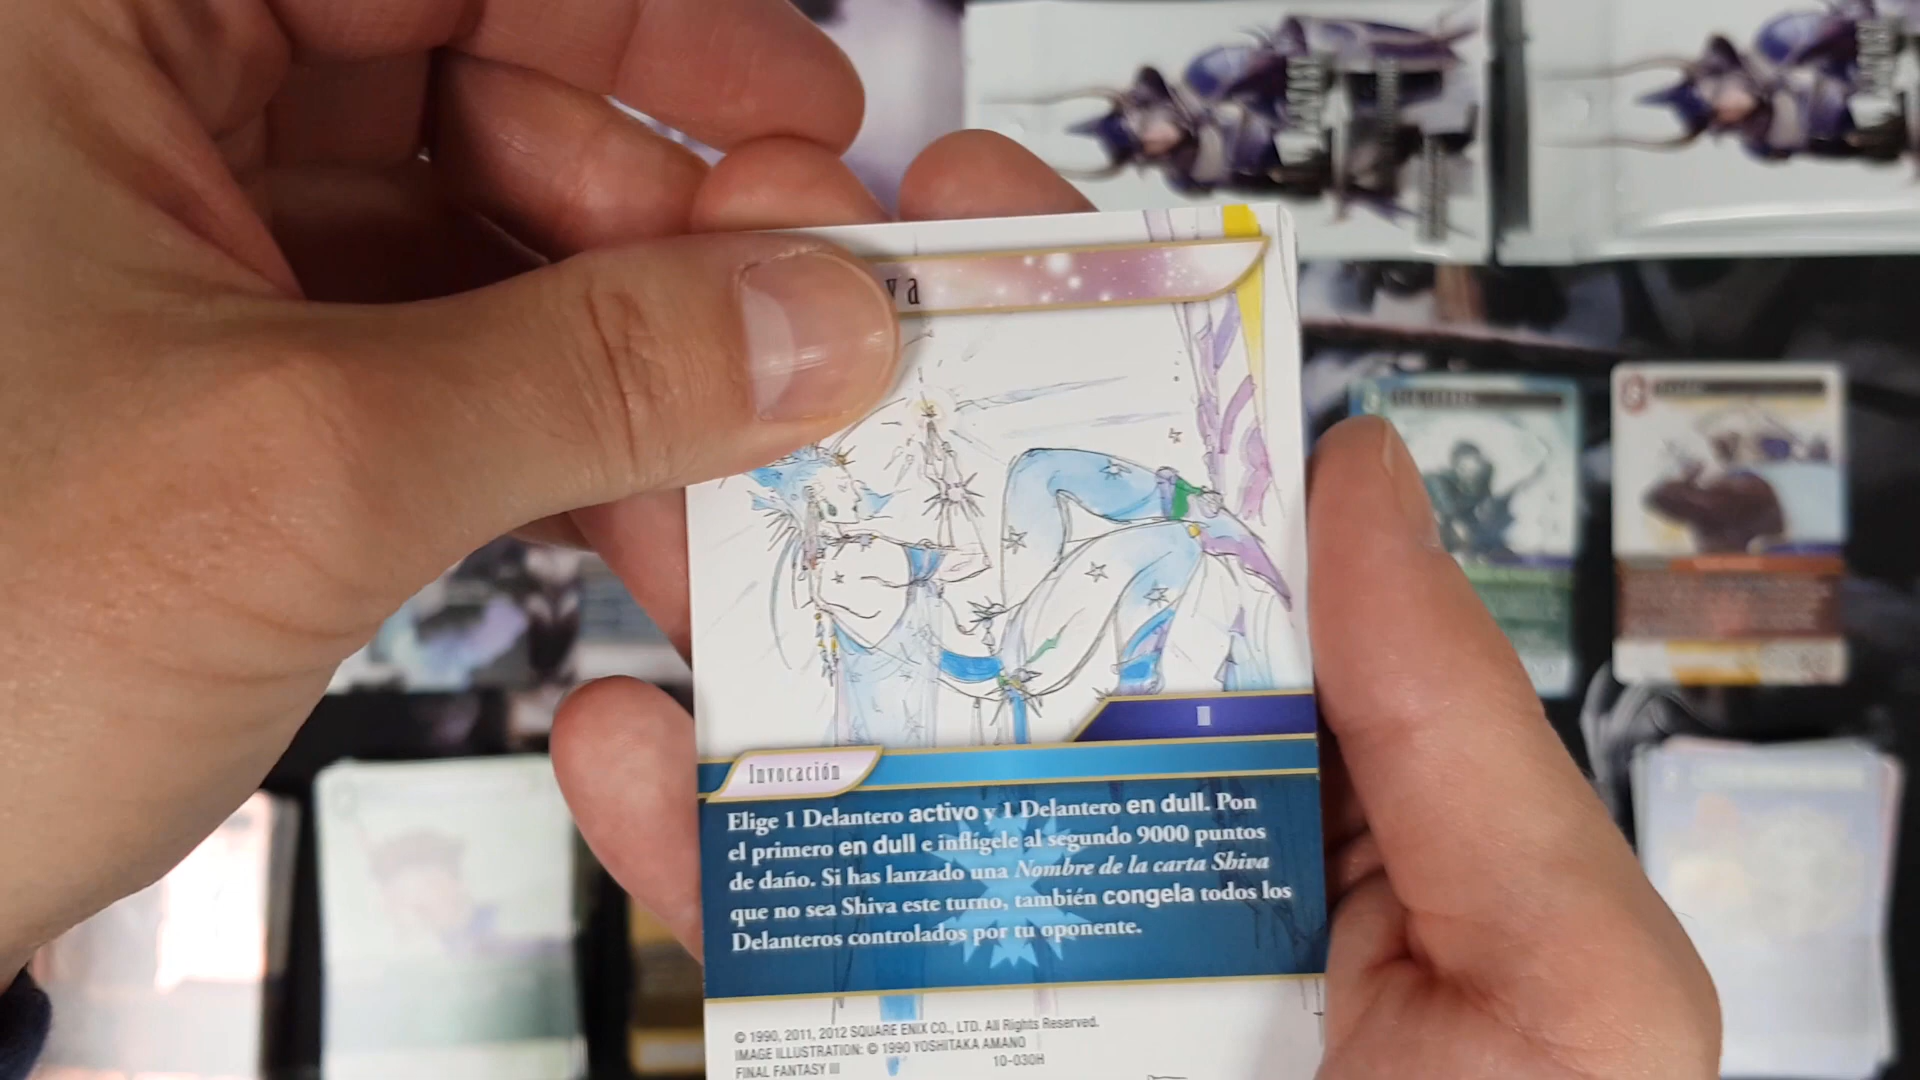 va
III
Invocación
Elige 1 Delantero activo y 1 Delantero en dull. Pon
el primero en dull e inflígele al segundo 9000 puntos
de daño. Si has lanzado una Nombre de la carta Shiva
que no sea Shiva este turno, también congela todos los
Delanteros controlados por tu oponente.
© 1990, 2011, 2012 SQUARE ENIX CO., LTD. All Rights Reserved.
IMAGE ILLUSTRATION: © 1990 YOSHITAKA AMANO
10-030H
FINAL FANTASY III